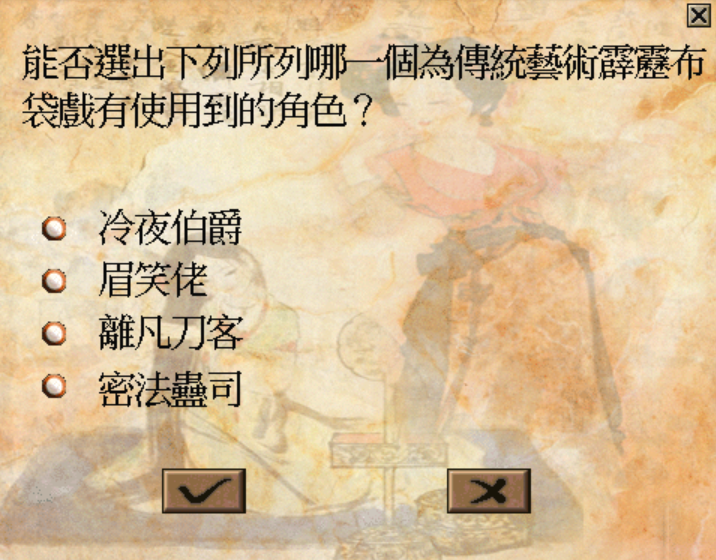 能否選出下列所列哪一個為傳統藝術霹靂布
袋戲有使用到的角色？
冷夜伯爵
眉笑佬
離凡刀客
密法蠱司